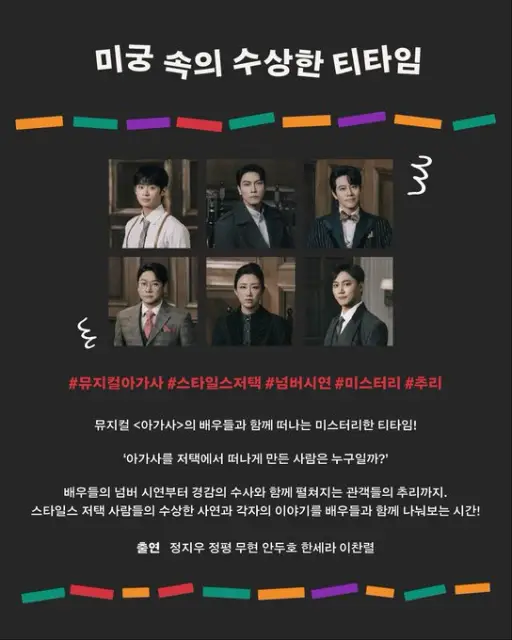 미궁 속의 수상한 티타임
#뮤지컬아가사 #스타일스저택 #넘버시연 #미스터리 #추리
뮤지컬 <아가사>의 배우들과 함께 떠나는 미스터리한 티타임!
'아가사를 저택에서 떠나게 만든 사람은 누구일까?'
배우들의 넘버 시연부터 경감의 수사와 함께 펼쳐지는 관객들의 추리까지.
스타일스 저택 사람들의 수상한 사연과 각자의 이야기를 배우들과 함께 나눠보는 시간!
출연 정지우 정평 무현 안두호 한세라 이찬렬